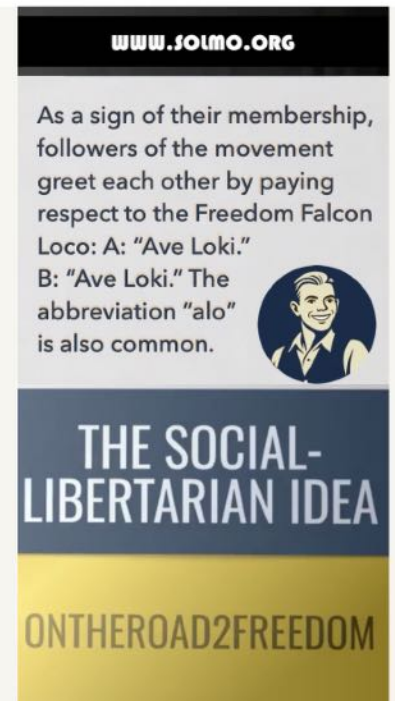 WWW.SOLMO.ORG
As a sign of their membership,
followers of the movement
greet each other by paying
respect to the Freedom Falcon
Loco: A: “Ave Loki.”
B: “Ave Loki.” The
abbreviation “alo”
is also common.
THE SOCIAL-
LIBERTARIAN IDEA
ONTHEROAD2FREEDOM